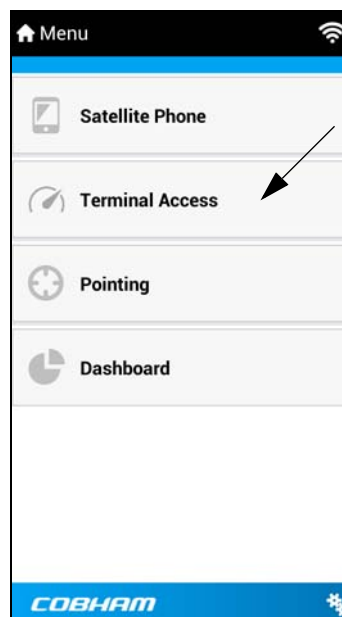 Menu
Satellite Phone
Terminal Access
Pointing
Dashboard
COBHAM